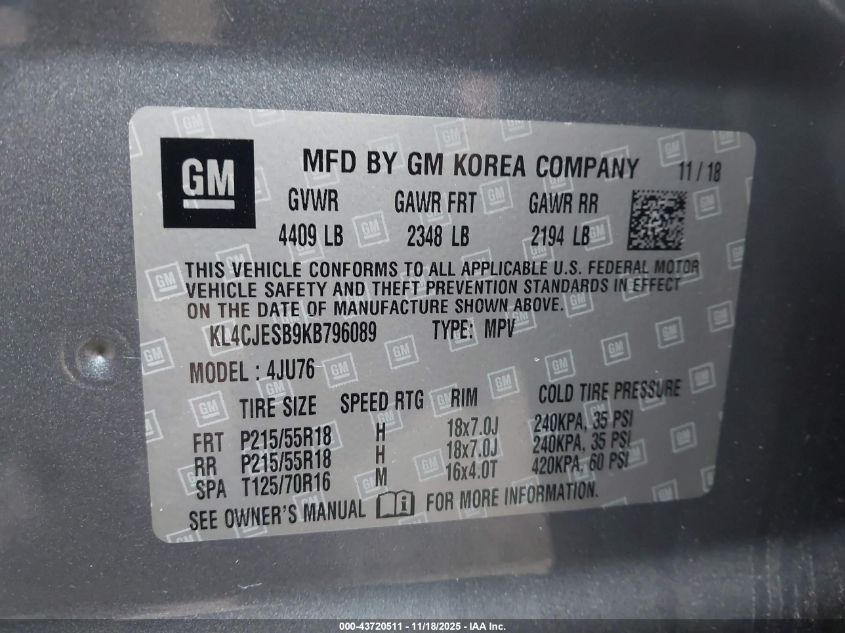 GM
MFD BY GM KOREA COMPANY 11 / 18
GVWR GAWR FRT GAWR RR
4409 LB 2348 LB 2194 LB
THIS VEHICLE CONFORMS TO ALL APPLICABLE U.S. FEDERAL MOTOR
VEHICLE SAFETY AND THEFT PREVENTION STANDARDS IN EFFECT
ON THE DATE OF MANUFACTURE SHOWN ABOVE.
KL4CJESB9KB796089 TYPE: MPV
MODEL : 4JU76
TIRE SIZE SPEED RTG RIM COLD TIRE PRESSURE
FRT P215/55R18 H 18x7.0J 240KPA, 35 PSI
RR P215/55R18 H 18x7.0J 240KPA, 35 PSI
SPA T125/70R16 M 16x4.0T 420KPA, 60 PSI
SEE OWNER'S MANUAL FOR MORE INFORMATION.
000-43720511 - 11/18/2025 - IAA Inc.